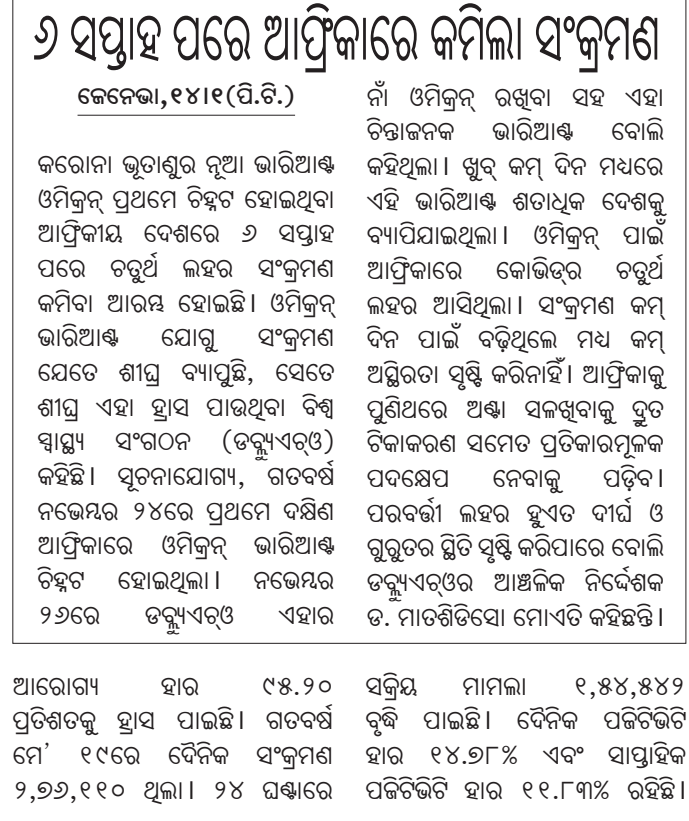 ୬ ସପ୍ତାହ ପରେ ଆଫ୍ରିକାରେ କମିଲା ସଂକ୍ରମଣ
ଜେନେଭା,୧୪।୧(ପି.ଟି.)
କରୋନା ଭୂତାଣୁର ନୂଆ ଭାରିଆଣ୍ଟ
ଓମିକ୍ରନ୍ ପ୍ରଥମେ ଚିହ୍ନଟ ହୋଇଥିବା
ଆଫ୍ରିକୀୟ ଦେଶରେ ୬ ସପ୍ତାହ
ପରେ ଚତୁର୍ଥ ଲହର ସଂକ୍ରମଣ
କମିବା ଆରମ୍ଭ ହୋଇଛି। ଓମିକ୍ରନ୍
ଭାରିଆଣ୍ଟ ଯୋଗୁ ସଂକ୍ରମଣ
ଯେତେ ଶୀଘ୍ର ବ୍ୟାପୁଛି, ସେତେ
ଶୀଘ୍ର ଏହା ହ୍ରାସ ପାଉଥିବା ବିଶ୍ୱ
ସ୍ୱାସ୍ଥ୍ୟ ସଂଗଠନ (ଡବ୍ଲ୍ୟୁଏଚ୍‌ଓ)
କହିଛି। ସୂଚନାଯୋଗ୍ୟ, ଗତବର୍ଷ
ନଭେମ୍ବର ୨୪ରେ ପ୍ରଥମେ ଦକ୍ଷିଣ
ଆଫ୍ରିକାରେ ଓମିକ୍ରନ୍ ଭାରିଆଣ୍ଟ
ଚିହ୍ନଟ ହୋଇଥିଲା। ନଭେମ୍ବର
୨୬ରେ ଡବ୍ଲ୍ୟୁଏଚ୍‌ଓ ଏହାର
ନାଁ ଓମିକ୍ରନ୍ ରଖିବା ସହ ଏହା
ଚିନ୍ତାଜନକ ଭାରିଆଣ୍ଟ ବୋଲି
କହିଥିଲା। ଖୁବ୍ କମ୍ ଦିନ ମଧ୍ୟରେ
ଏହି ଭାରିଆଣ୍ଟ ଶତାଧିକ ଦେଶକୁ
ବ୍ୟାପିଯାଇଥିଲା। ଓମିକ୍ରନ୍ ପାଇଁ
ଆଫ୍ରିକାରେ କୋଭିଡ୍‌ର ଚତୁର୍ଥ
ଲହର ଆସିଥିଲା। ସଂକ୍ରମଣ କମ୍
ଦିନ ପାଇଁ ବଢ଼ିଥିଲେ ମଧ୍ୟ କମ୍
ଅସ୍ଥିରତା ସୃଷ୍ଟି କରିନାହିଁ। ଆଫ୍ରିକାକୁ
ପୁଣିଥରେ ଅଣ୍ଟା ସଳଖିବାକୁ ଦ୍ରୁତ
ଟିକାକରଣ ସମେତ ପ୍ରତିକାରମୂଳକ
ପଦକ୍ଷେପ ନେବାକୁ ପଡ଼ିବ।
ପରବର୍ତ୍ତୀ ଲହର ହୁଏତ ଦୀର୍ଘ ଓ
ଗୁରୁତର ସ୍ଥିତି ସୃଷ୍ଟି କରିପାରେ ବୋଲି
ଡବ୍ଲ୍ୟୁଏଚ୍‌ଓର ଆଞ୍ଚଳିକ ନିର୍ଦ୍ଦେଶକ
ଡ. ମାତଶିଡିସୋ ମୋଏତି କହିଛନ୍ତି।
ଆରୋଗ୍ୟ ହାର ୯୫.୨୦
ପ୍ରତିଶତକୁ ହ୍ରାସ ପାଇଛି। ଗତବର୍ଷ
ମେ' ୧୯ରେ ଦୈନିକ ସଂକ୍ରମଣ
୨,୭୬,୧୧୦ ଥିଲା। ୨୪ ଘଣ୍ଟାରେ
ସକ୍ରିୟ ମାମଲା ୧,୫୪,୫୪୨
ବୃଦ୍ଧି ପାଇଛି। ଦୈନିକ ପଜିଟିଭିଟି
ହାର ୧୪.୭୮% ଏବଂ ସାପ୍ତାହିକ
ପଜିଟିଭିଟି ହାର ୧୧.୮୩% ରହିଛି।